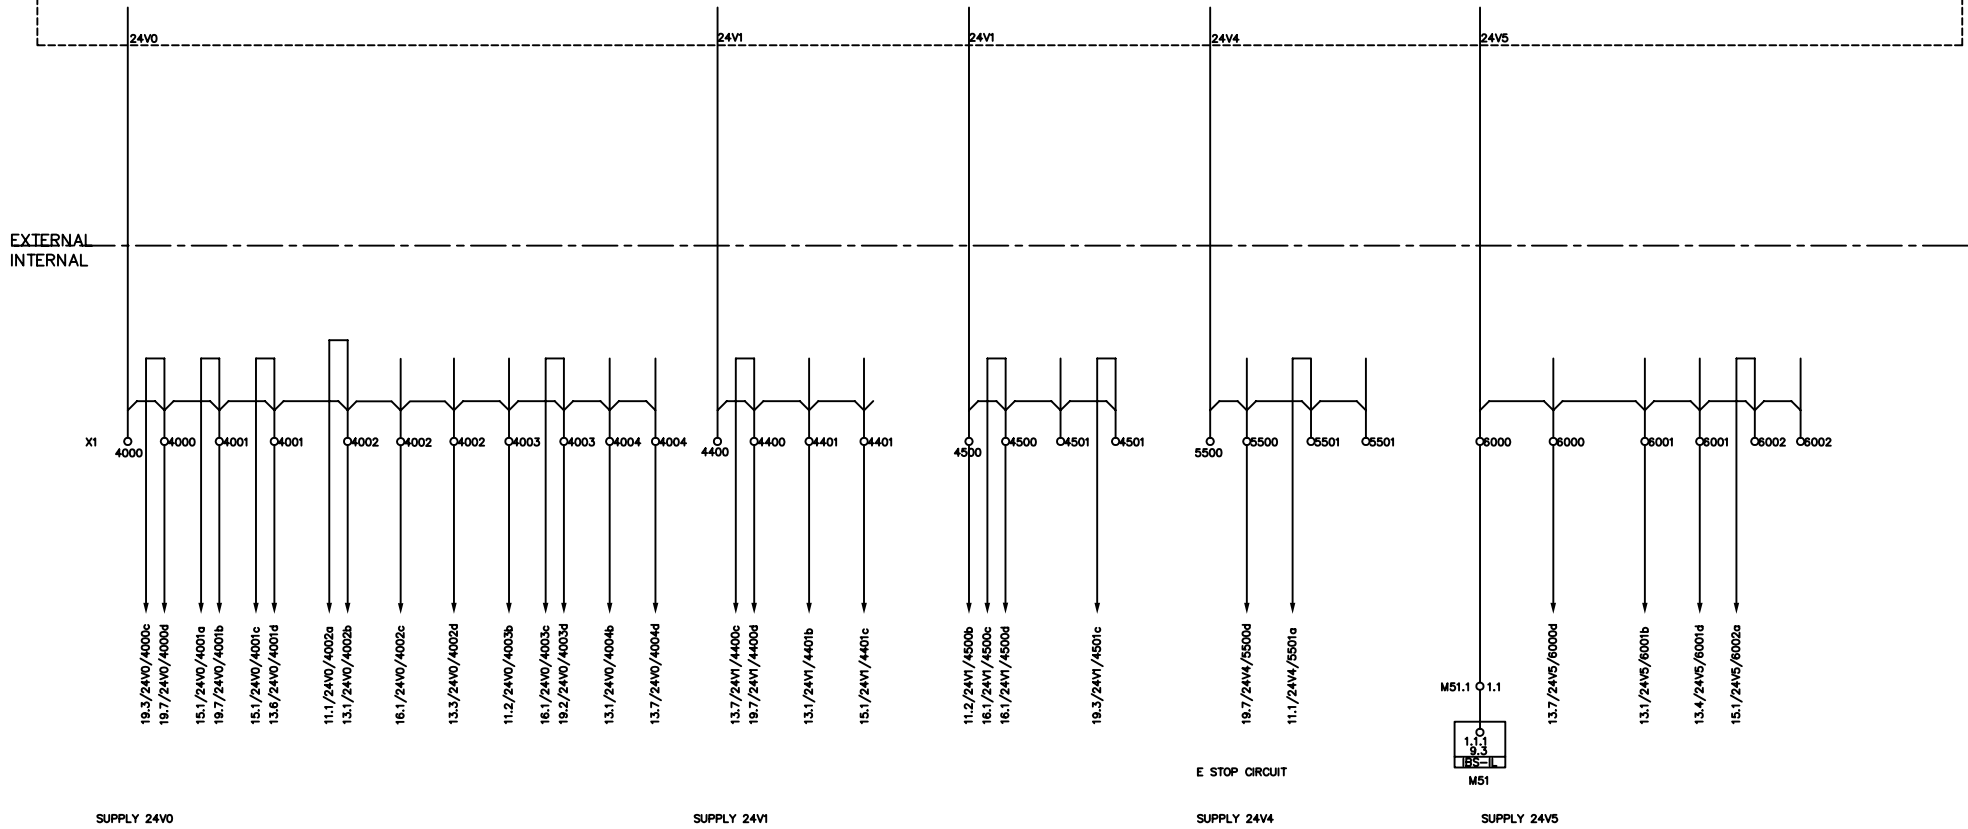 24V0
24V1
24V1
24V4
24V5
EXTERNAL
INTERNAL
X1
4000
4000
4001
4001
4002
4002
4002
4003
4003
4004
4004
4400
4400
4401
4401
4500
4500
4501
4501
5500
5500
5501
5501
6000
6000
6001
6001
6002
6002
19.3/24V0/4000c
19.7/24V0/4000d
15.1/24V0/4001a
19.7/24V0/4001b
15.1/24V0/4001c
13.6/24V0/4001d
11.1/24V0/4002a
13.1/24V0/4002b
16.1/24V0/4002c
13.3/24V0/4002d
11.2/24V0/4003b
16.1/24V0/4003c
19.2/24V0/4003d
13.1/24V0/4004b
13.7/24V0/4004d
13.7/24V1/4400c
19.7/24V1/4400d
13.1/24V1/4401b
15.1/24V1/4401c
11.2/24V1/4500b
16.1/24V1/4500c
16.1/24V1/4500d
19.3/24V1/4501c
19.7/24V4/5500d
11.1/24V4/5501a
13.7/24V5/6000d
13.1/24V5/6001b
13.4/24V5/6001d
15.1/24V5/6002a
M51.1 1.1
1.1.1
9.3
IBS-IL
M51
E STOP CIRCUIT
SUPPLY 24V0
SUPPLY 24V1
SUPPLY 24V4
SUPPLY 24V5